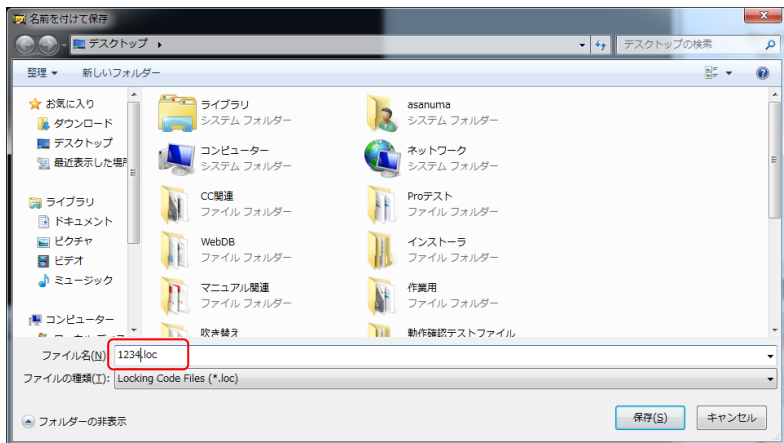 名前を付けて保存
デスクトップ
デスクトップの検索
整理 新しいフォルダー
お気に入り
ダウンロード
デスクトップ
最近表示した場所
ライブラリ
ドキュメント
ピクチャ
ビデオ
ミュージック
コンピューター
ライブラリ
システム フォルダー
asanuma
システム フォルダー
コンピューター
システム フォルダー
ネットワーク
システム フォルダー
CC関連
ファイル フォルダー
Proテスト
ファイル フォルダー
WebDB
ファイル フォルダー
インストーラ
ファイル フォルダー
マニュアル関連
ファイル フォルダー
作業用
ファイル フォルダー
吹き替え
動作確認テストファイル
ファイル名(N): 1234.loc
ファイルの種類(T): Locking Code Files (*.loc)
フォルダーの非表示
保存(S)
キャンセル